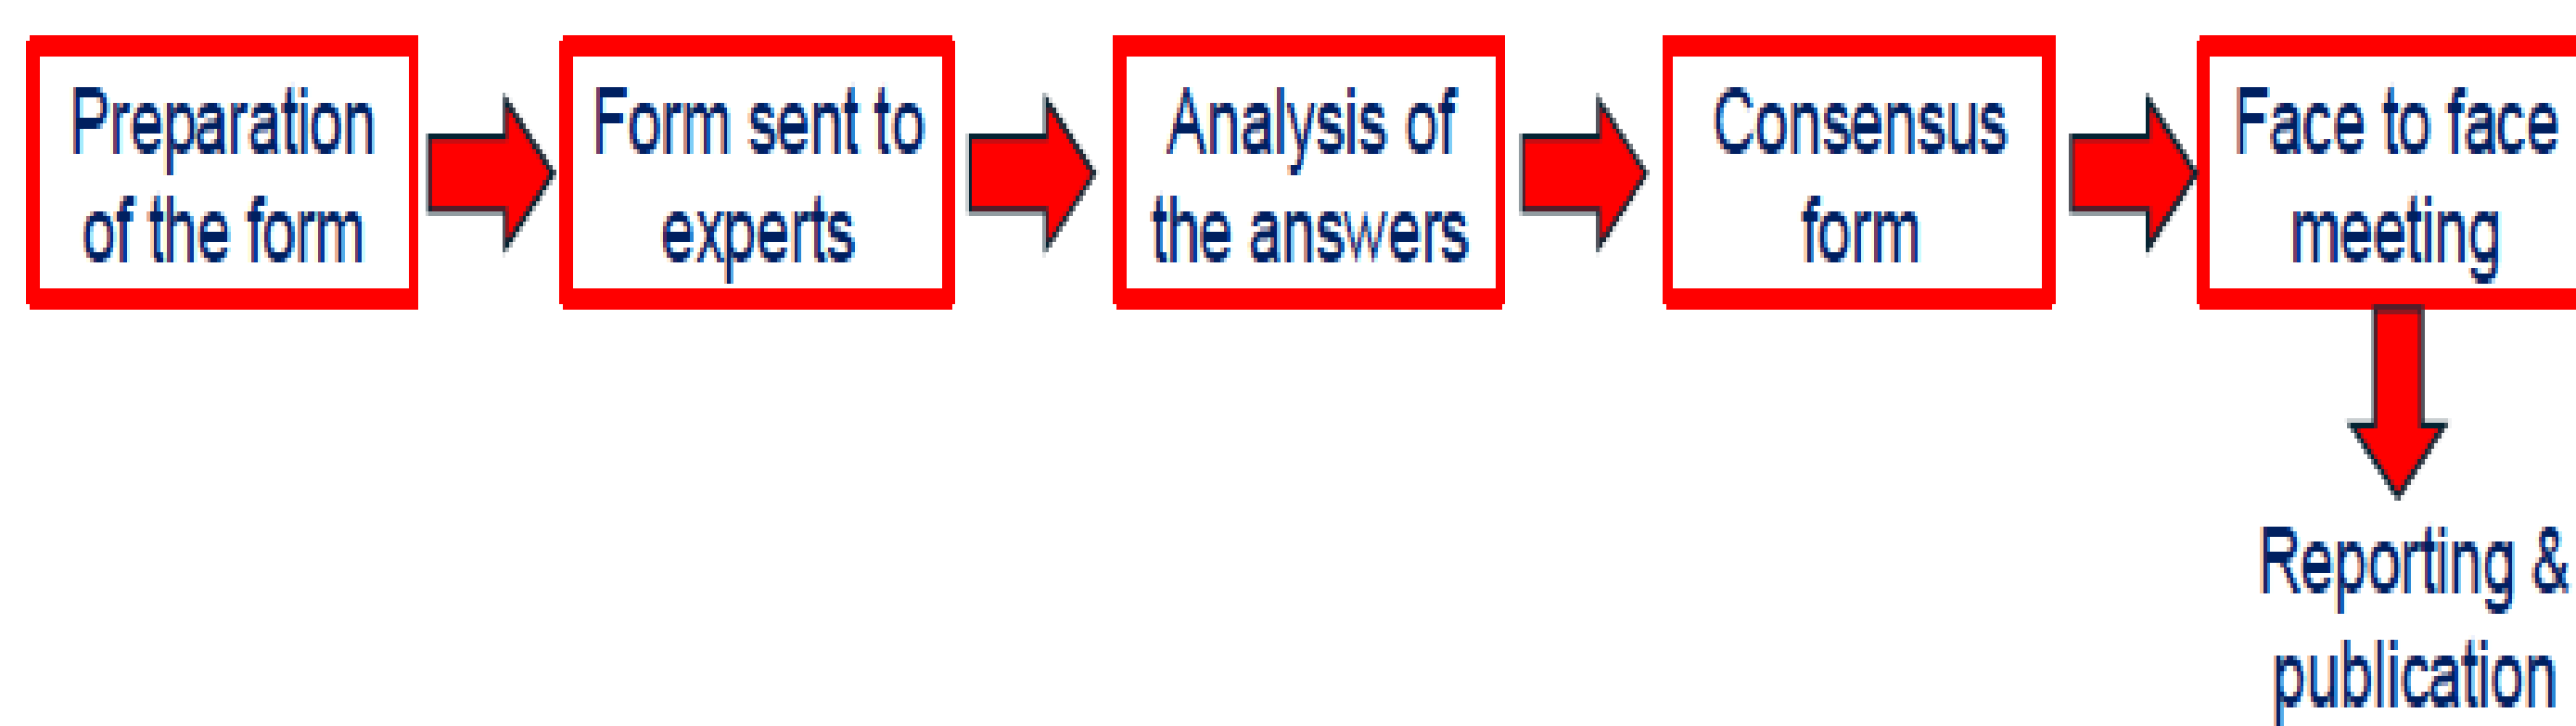 Preparation
of the form
Form sent to
experts
Analysis of
the answers
Consensus
form
Face to face
meeting
Reporting &
publication